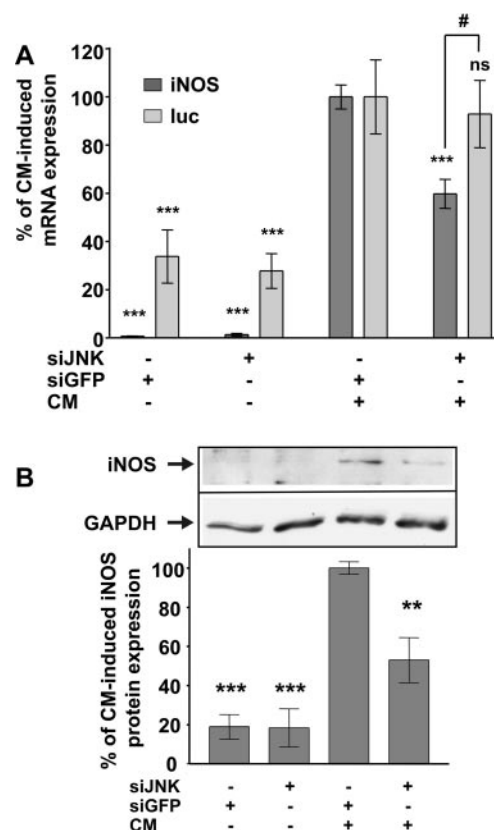 A
% of CM-induced
mRNA expression
120
100
80
60
40
20
0
iNOS
luc
***
***
***
***
***
ns
#
siJNK - + - +
siGFP + - + -
CM - - + +
B
iNOS
GAPDH
% of CM-induced iNOS
protein expression
100
80
60
40
20
0
***
***
**
siJNK - + - +
siGFP + - + -
CM - - + +